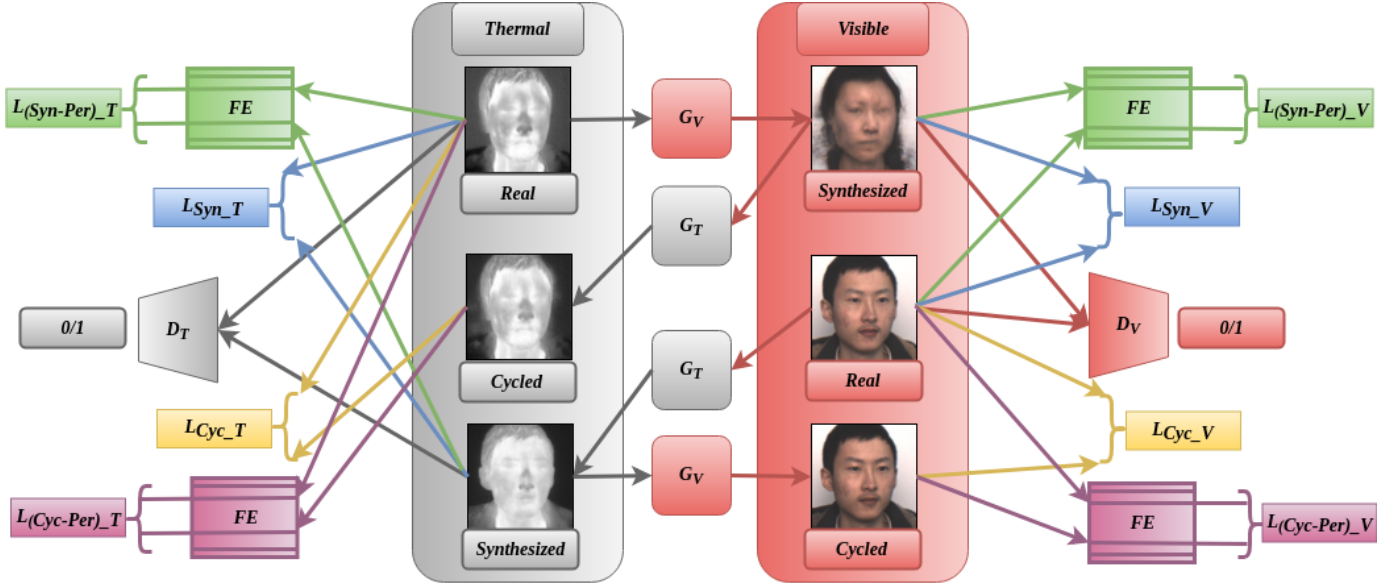 Thermal
Visible
L(Syn-Per)_T
FE
Real
GV
Synthesized
FE
L(Syn-Per)_V
LSyn_T
GT
LSyn_V
0/1
DT
Cycled
GT
Real
DV
0/1
LCyc_T
LCyc_V
L(Cyc-Per)_T
FE
Synthesized
GV
Cycled
FE
L(Cyc-Per)_V